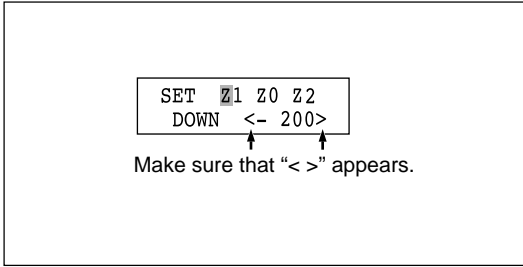 SET Z1 Z0 Z2
DOWN <- 200>
Make sure that “< >” appears.